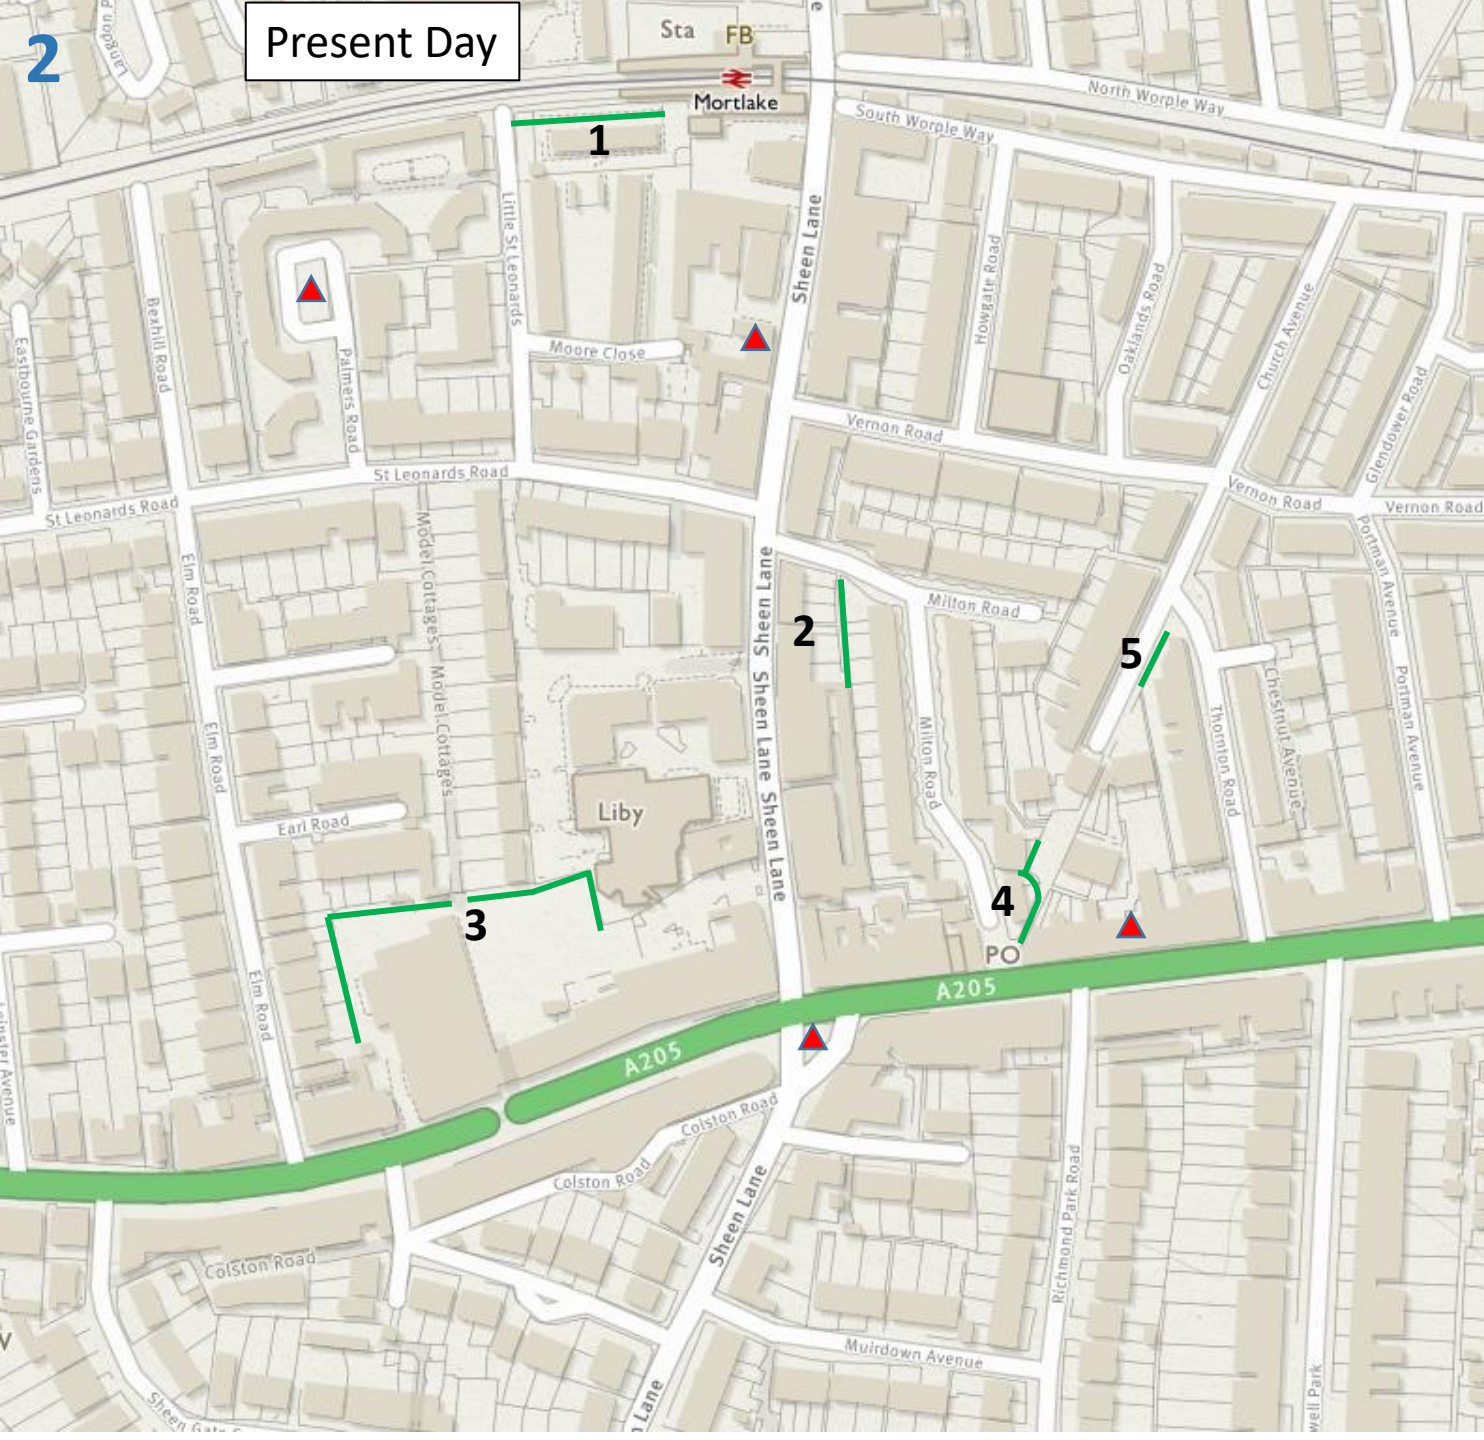 2
Present Day
Sta
FB
Mortlake
North Worple Way
South Worple Way
1
Little St Leonards
Sheen Lane
Howgate Road
Oaklands Road
Church Avenue
Bexhill Road
Eastbourne Gardens
Palmers Road
Moore Close
Glendower Road
Vernon Road
St Leonards Road
St Leonards Road
Vernon Road
Vernon Road
Model Cottages
Elm Road
Sheen Lane
Portman Avenue
Milton Road
2
5
Model Cottages
Sheen Lane
Elm Road
Milton Road
Thornton Road
Chestnut Avenue
Portman Avenue
Liby
Earl Road
Sheen Lane
3
4
PO
A205
Elm Road
A205
Colston Road
Colston Road
Sheen Lane
Richmond Park Road
Colston Road
Muirdown Avenue
Lane
Park
Sheen Gate